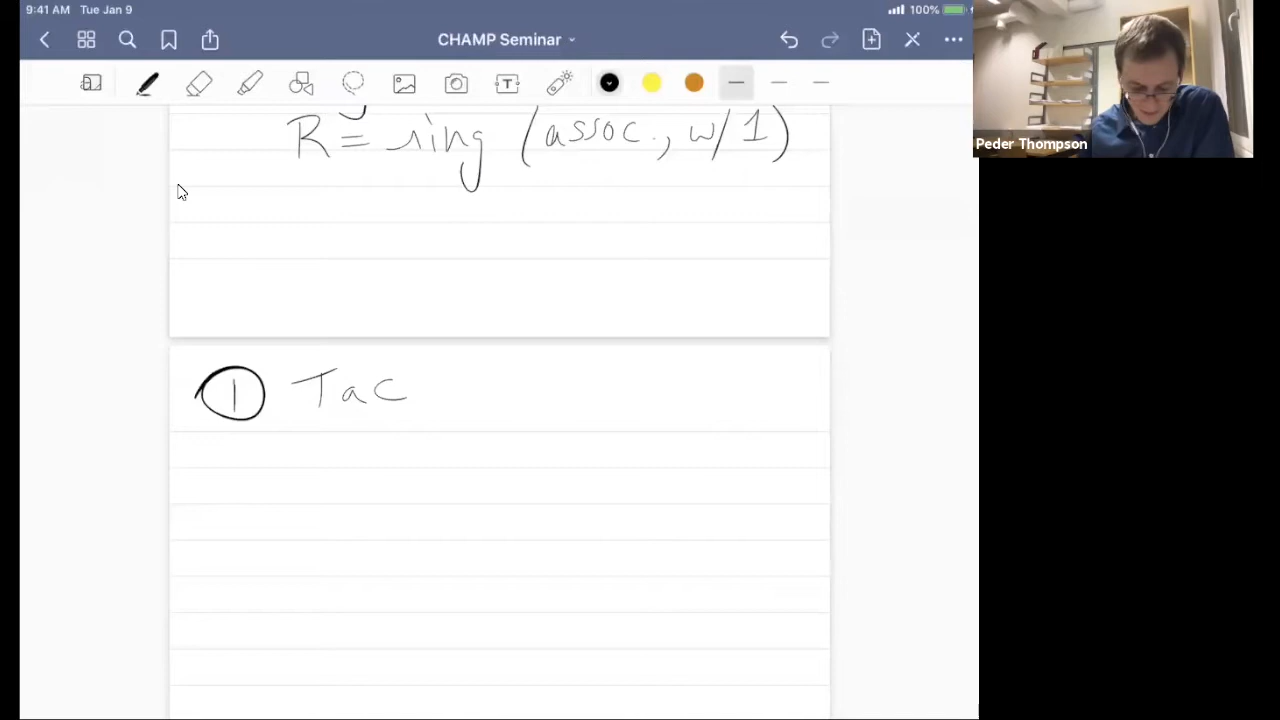 9:41 AM Tue Jan 9
100%
CHAMP Seminar
R = ring (assoc., w/ 1)
① Tac
Peder Thompson